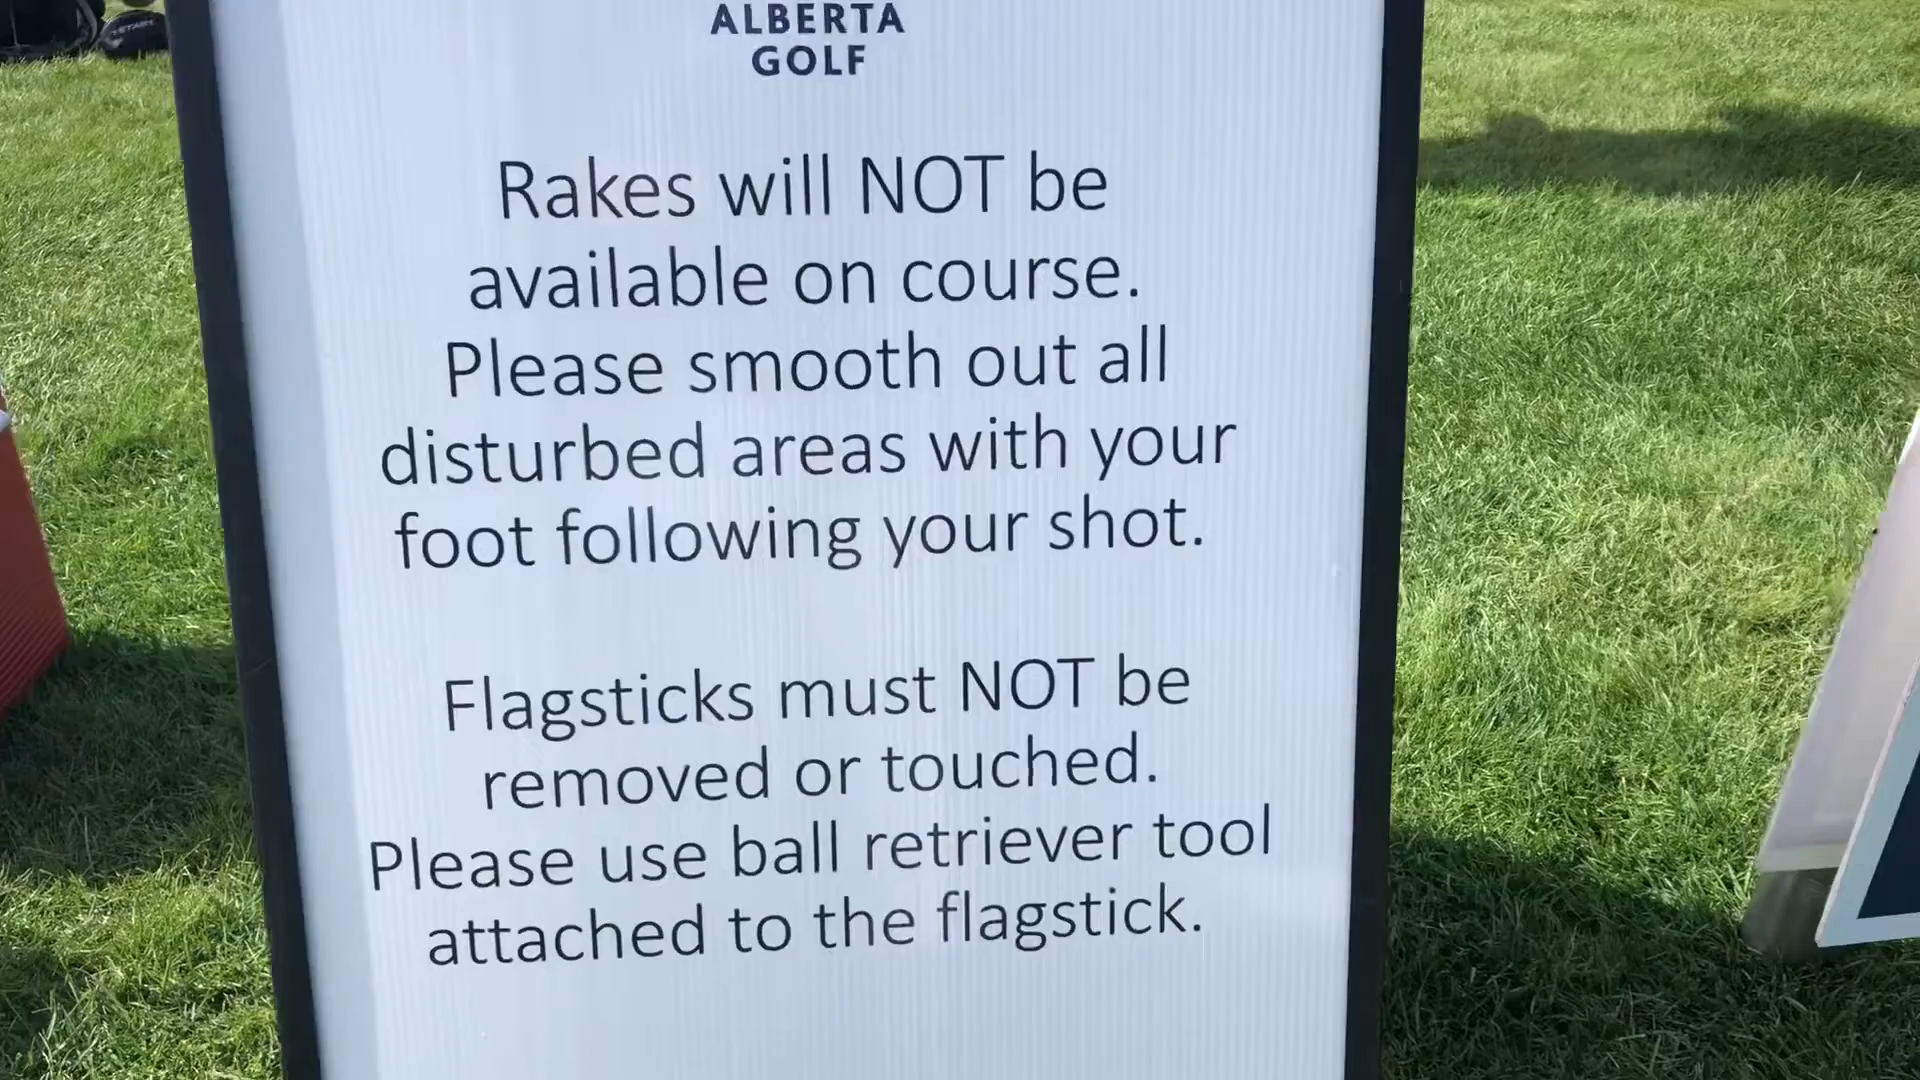 ALBERTA
GOLF
Rakes will NOT be
available on course.
Please smooth out all
disturbed areas with your
foot following your shot.
Flagsticks must NOT be
removed or touched.
Please use ball retriever tool
attached to the flagstick.